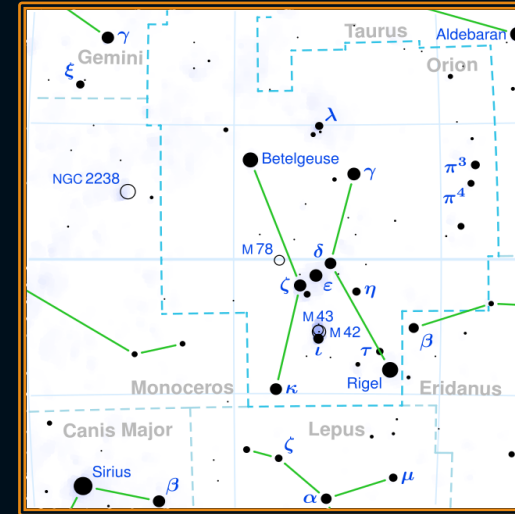 γ
Gemini
ξ
Taurus
Aldebaran
Orion
λ
Betelgeuse
γ
π³
π⁴
NGC 2238
M 78
δ
ζ
ε
η
M 43
M 42
ι
τ
β
Rigel
κ
Monoceros
Eridanus
Canis Major
Lepus
Sirius
β
ζ
α
μ